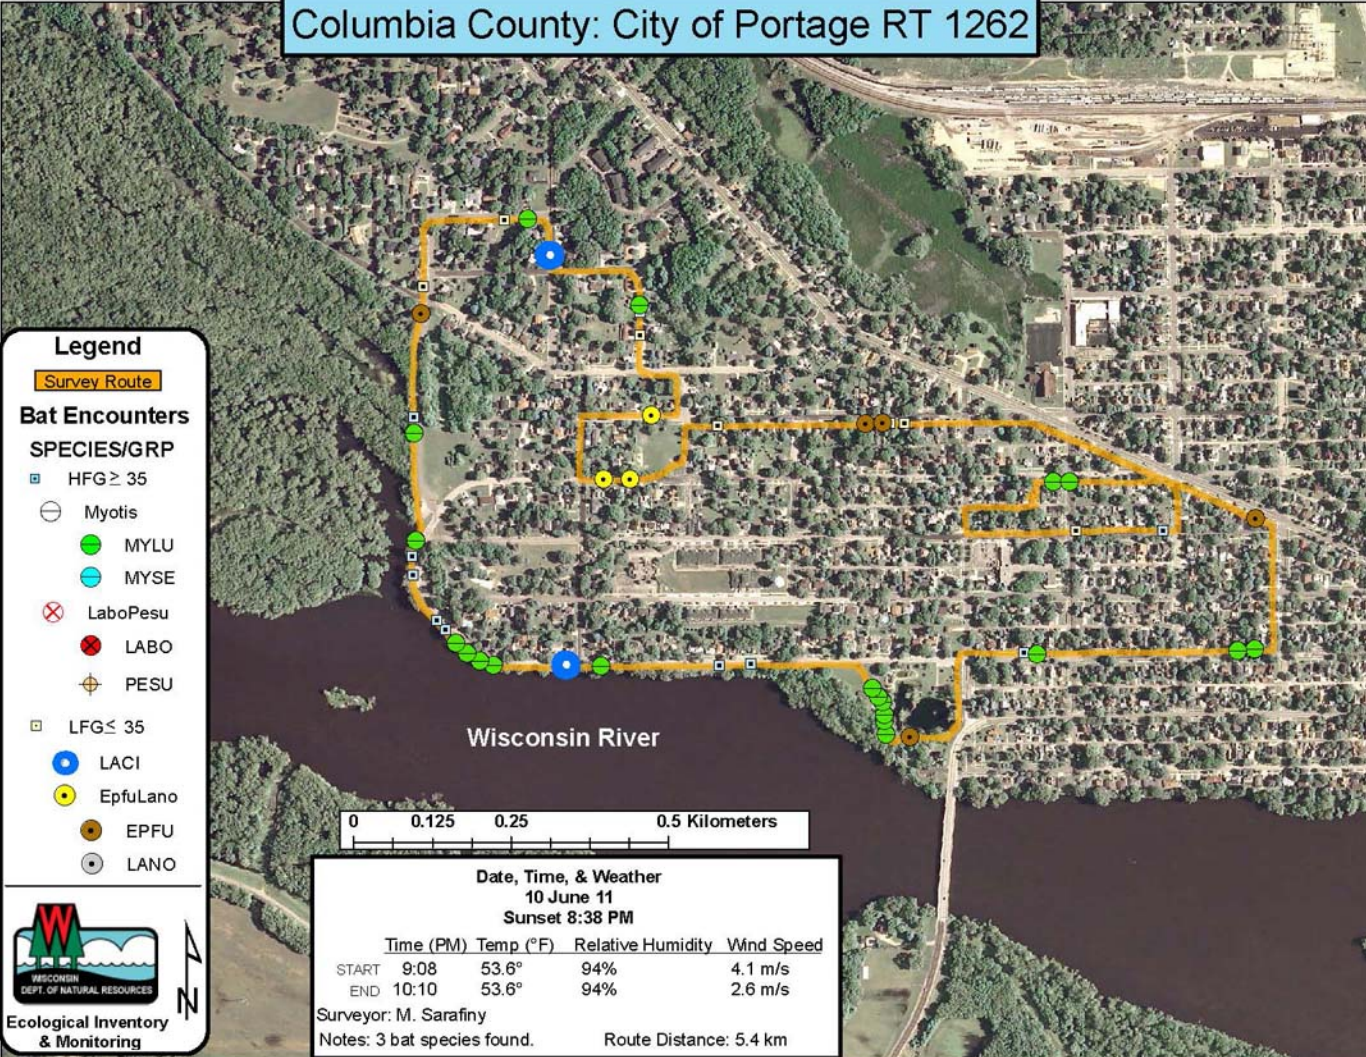 Columbia County: City of Portage RT 1262
Legend
Survey Route
Bat Encounters
SPECIES/GRP
HFG ≥ 35
Myotis
MYLU
MYSE
LaboPesu
LABO
PESU
LFG ≤ 35
LACI
EpfuLano
EPFU
LANO
W
WISCONSIN
DEPT. OF NATURAL RESOURCES
N
Ecological Inventory
& Monitoring
Wisconsin River
0 0.125 0.25 0.5 Kilometers
Date, Time, & Weather
10 June 11
Sunset 8:38 PM
Time (PM) Temp (°F) Relative Humidity Wind Speed
START 9:08 53.6° 94% 4.1 m/s
END 10:10 53.6° 94% 2.6 m/s
Surveyor: M. Sarafiny
Notes: 3 bat species found. Route Distance: 5.4 km